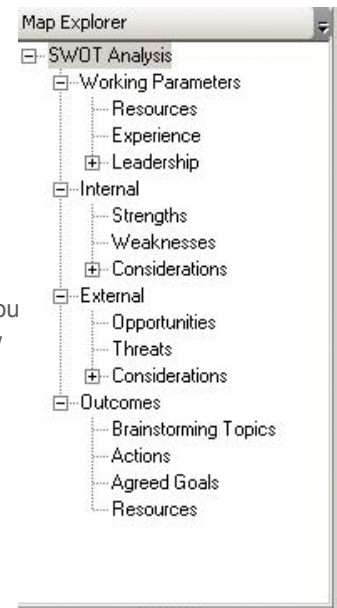 Map Explorer
SWOT Analysis
Working Parameters
Resources
Experience
Leadership
Internal
Strengths
Weaknesses
Considerations
External
ou
Opportunities
Threats
Considerations
Outcomes
Brainstorming Topics
Actions
Agreed Goals
Resources